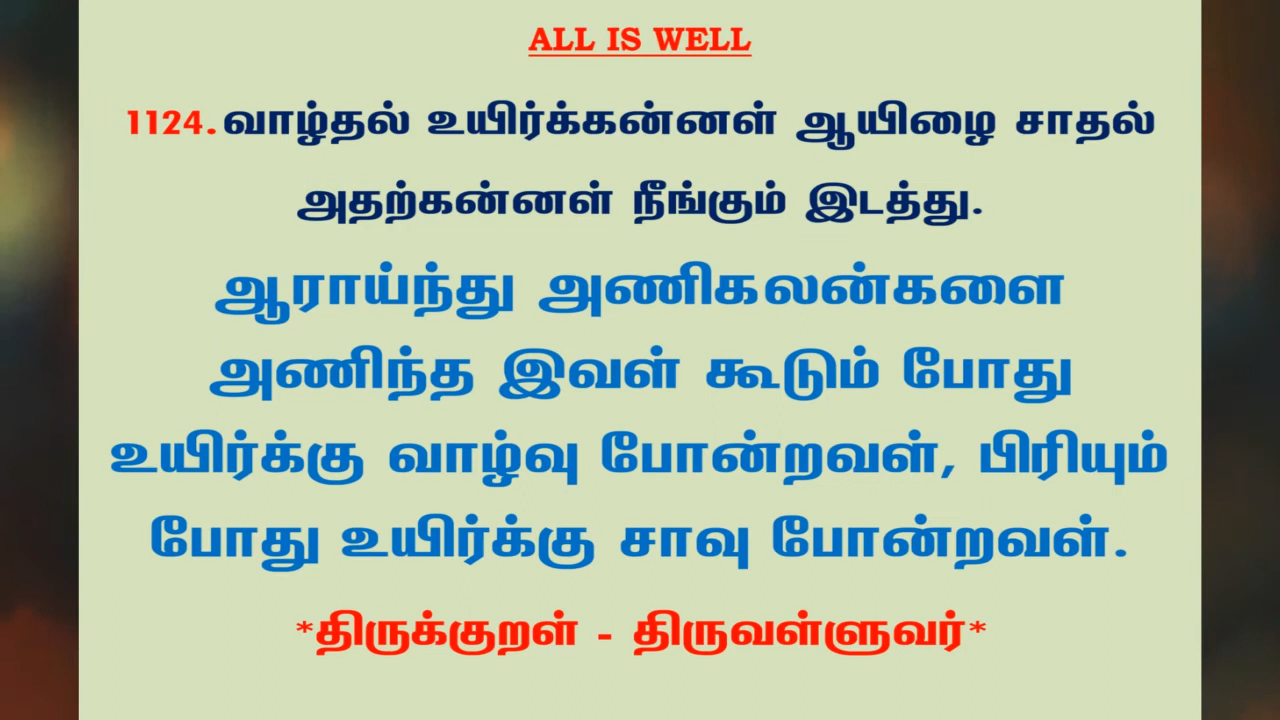 ALL IS WELL
1124. வாழ்தல் உயிர்க்கன்னள் ஆயிழை சாதல்
அதற்கன்னள் நீங்கும் இடத்து.
ஆராய்ந்து அணிகலன்களை
அணிந்த இவள் கூடும் போது
உயிர்க்கு வாழ்வு போன்றவள், பிரியும்
போது உயிர்க்கு சாவு போன்றவள்.
*திருக்குறள் - திருவள்ளுவர்*